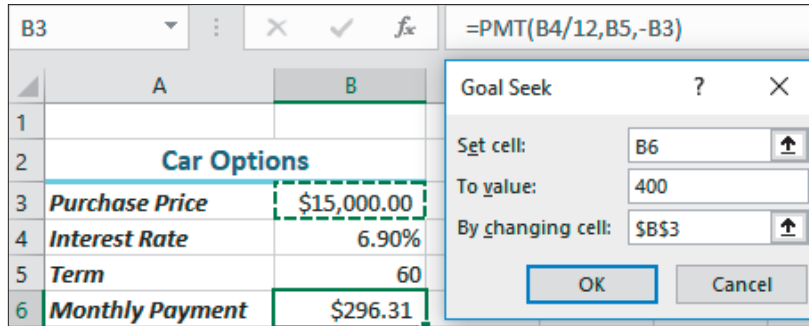 B3 fx =PMT(B4/12,B5,-B3)
A B
1
2 Car Options
3 Purchase Price $15,000.00
4 Interest Rate 6.90%
5 Term 60
6 Monthly Payment $296.31
Goal Seek ? ×
Set cell: B6
To value: 400
By changing cell: $B$3
OK Cancel